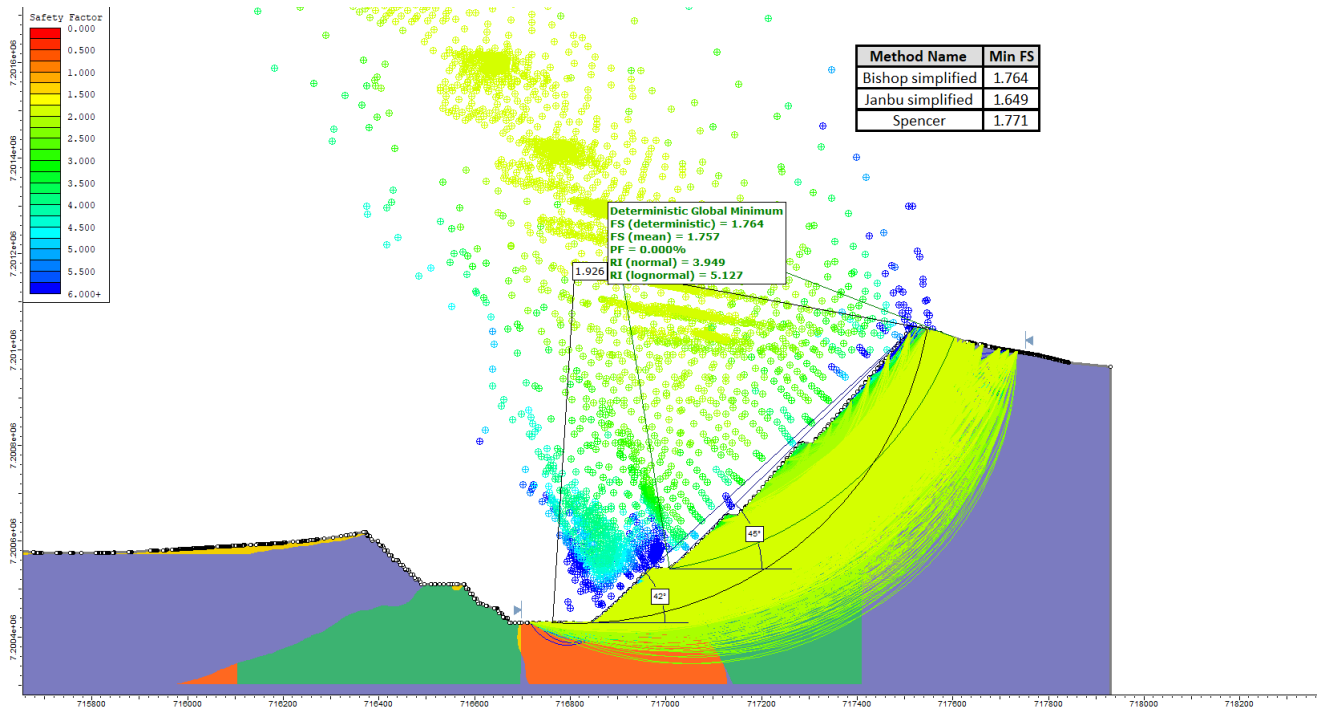 Safety Factor
0.000
0.500
1.000
1.500
2.000
2.500
3.000
3.500
4.000
4.500
5.000
5.500
6.000+
Method Name Min FS
Bishop simplified 1.764
Janbu simplified 1.649
Spencer 1.771
Deterministic Global Minimum
FS (deterministic) = 1.764
FS (mean) = 1.757
PF = 0.000%
RI (normal) = 3.949
RI (lognormal) = 5.127
1.926
45°
42°
7.2016e+06
7.2014e+06
7.2012e+06
7.201e+06
7.2008e+06
7.2006e+06
7.2004e+06
715800 716000 716200 716400 716600 716800 717000 717200 717400 717600 717800 718000 718200